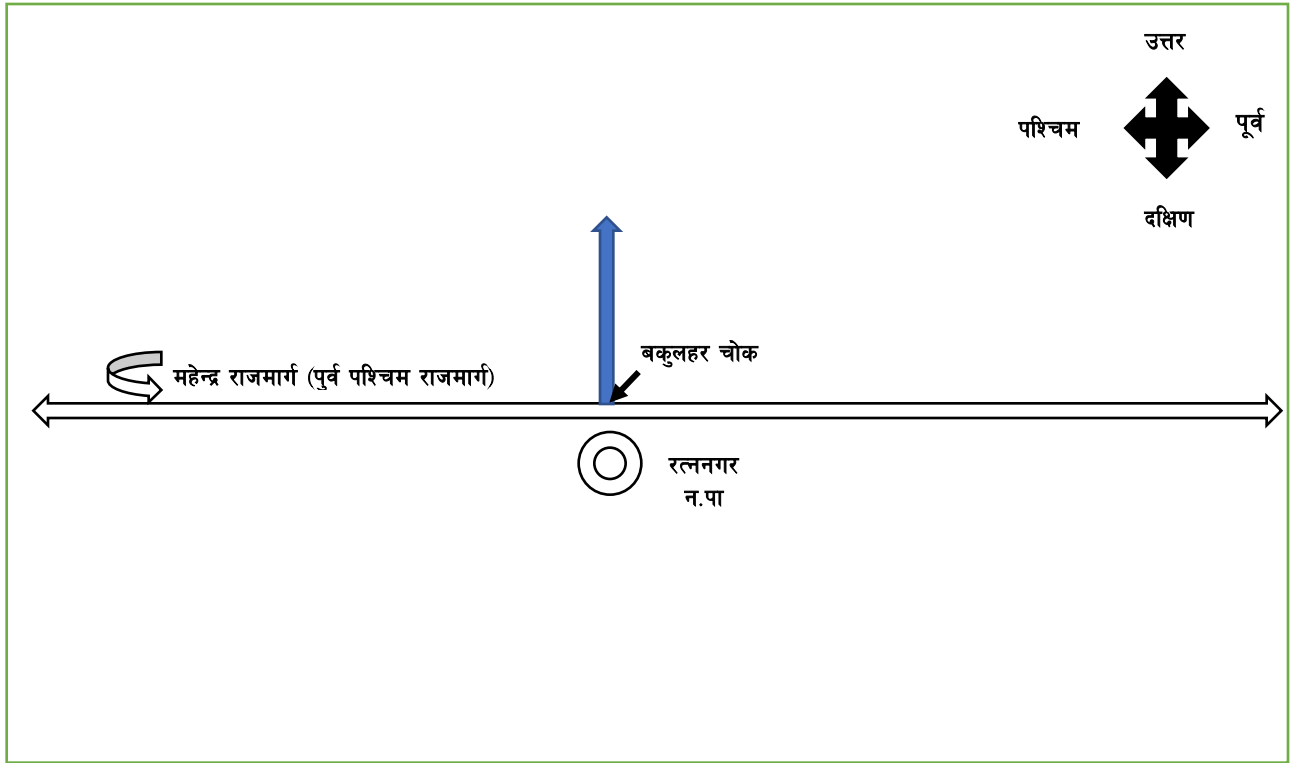 उत्तर
पश्चिम
पूर्व
दक्षिण
बकुलहर चोक
महेन्द्र राजमार्ग (पुर्व पश्चिम राजमार्ग)
रत्ननगर
न.पा